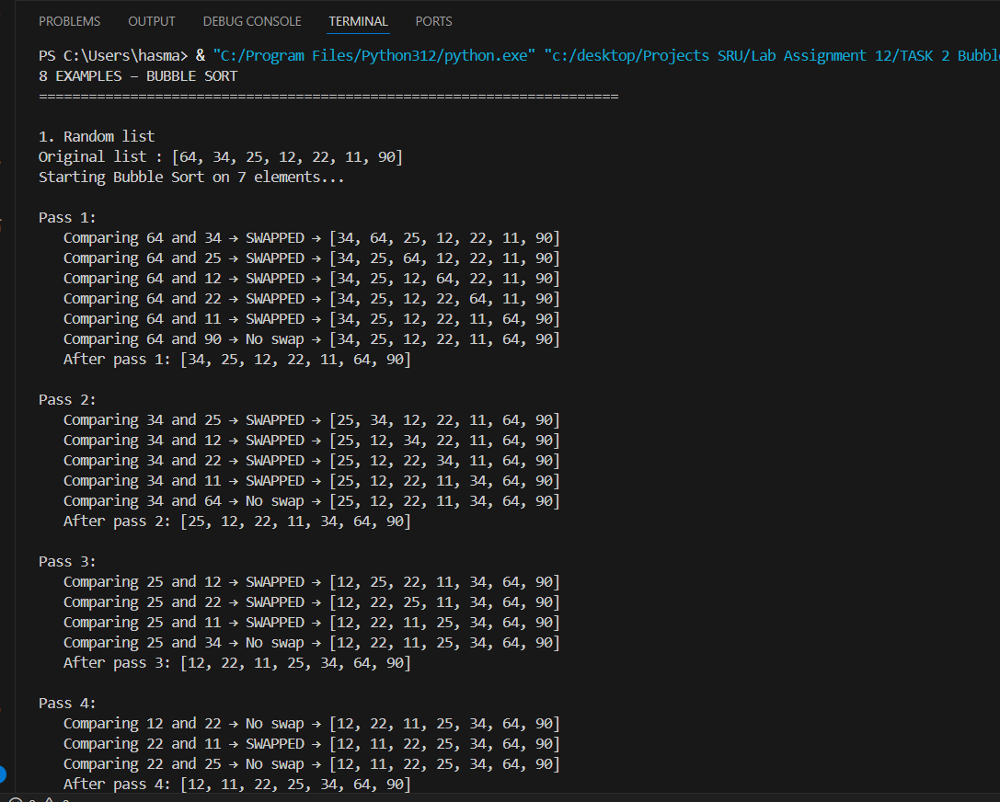 PROBLEMS OUTPUT DEBUG CONSOLE TERMINAL PORTS
PS C:\Users\hasma> & "C:/Program Files/Python312/python.exe" "c:/desktop/Projects SRU/Lab Assignment 12/TASK 2 Bubbl
8 EXAMPLES – BUBBLE SORT
======================================================================
1. Random list
Original list : [64, 34, 25, 12, 22, 11, 90]
Starting Bubble Sort on 7 elements...
Pass 1:
Comparing 64 and 34 → SWAPPED → [34, 64, 25, 12, 22, 11, 90]
Comparing 64 and 25 → SWAPPED → [34, 25, 64, 12, 22, 11, 90]
Comparing 64 and 12 → SWAPPED → [34, 25, 12, 64, 22, 11, 90]
Comparing 64 and 22 → SWAPPED → [34, 25, 12, 22, 64, 11, 90]
Comparing 64 and 11 → SWAPPED → [34, 25, 12, 22, 11, 64, 90]
Comparing 64 and 90 → No swap → [34, 25, 12, 22, 11, 64, 90]
After pass 1: [34, 25, 12, 22, 11, 64, 90]
Pass 2:
Comparing 34 and 25 → SWAPPED → [25, 34, 12, 22, 11, 64, 90]
Comparing 34 and 12 → SWAPPED → [25, 12, 34, 22, 11, 64, 90]
Comparing 34 and 22 → SWAPPED → [25, 12, 22, 34, 11, 64, 90]
Comparing 34 and 11 → SWAPPED → [25, 12, 22, 11, 34, 64, 90]
Comparing 34 and 64 → No swap → [25, 12, 22, 11, 34, 64, 90]
After pass 2: [25, 12, 22, 11, 34, 64, 90]
Pass 3:
Comparing 25 and 12 → SWAPPED → [12, 25, 22, 11, 34, 64, 90]
Comparing 25 and 22 → SWAPPED → [12, 22, 25, 11, 34, 64, 90]
Comparing 25 and 11 → SWAPPED → [12, 22, 11, 25, 34, 64, 90]
Comparing 25 and 34 → No swap → [12, 22, 11, 25, 34, 64, 90]
After pass 3: [12, 22, 11, 25, 34, 64, 90]
Pass 4:
Comparing 12 and 22 → No swap → [12, 22, 11, 25, 34, 64, 90]
Comparing 22 and 11 → SWAPPED → [12, 11, 22, 25, 34, 64, 90]
Comparing 22 and 25 → No swap → [12, 11, 22, 25, 34, 64, 90]
After pass 4: [12, 11, 22, 25, 34, 64, 90]